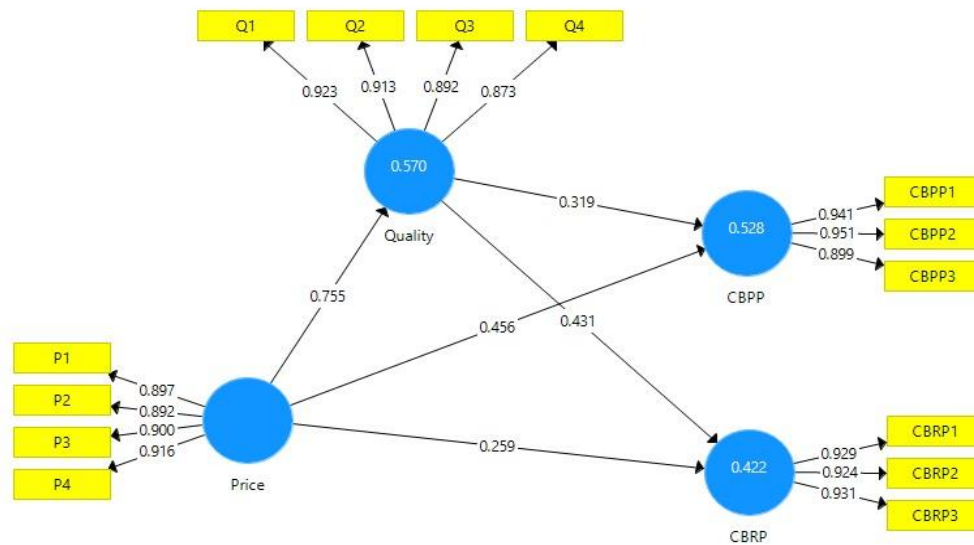 Q1
Q2
Q3
Q4
0.923
0.913
0.892
0.873
0.570
Quality
0.319
0.528
CBPP
0.941
0.951
0.899
CBPP1
CBPP2
CBPP3
0.755
0.456
0.431
P1
P2
P3
P4
0.897
0.892
0.900
0.916
Price
0.259
0.422
CBRP
0.929
0.924
0.931
CBRP1
CBRP2
CBRP3